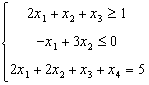 2x₁ + x₂ + x₃ ≥ 1
−x₁ + 3x₂ ≤ 0
2x₁ + 2x₂ + x₃ + x₄ = 5